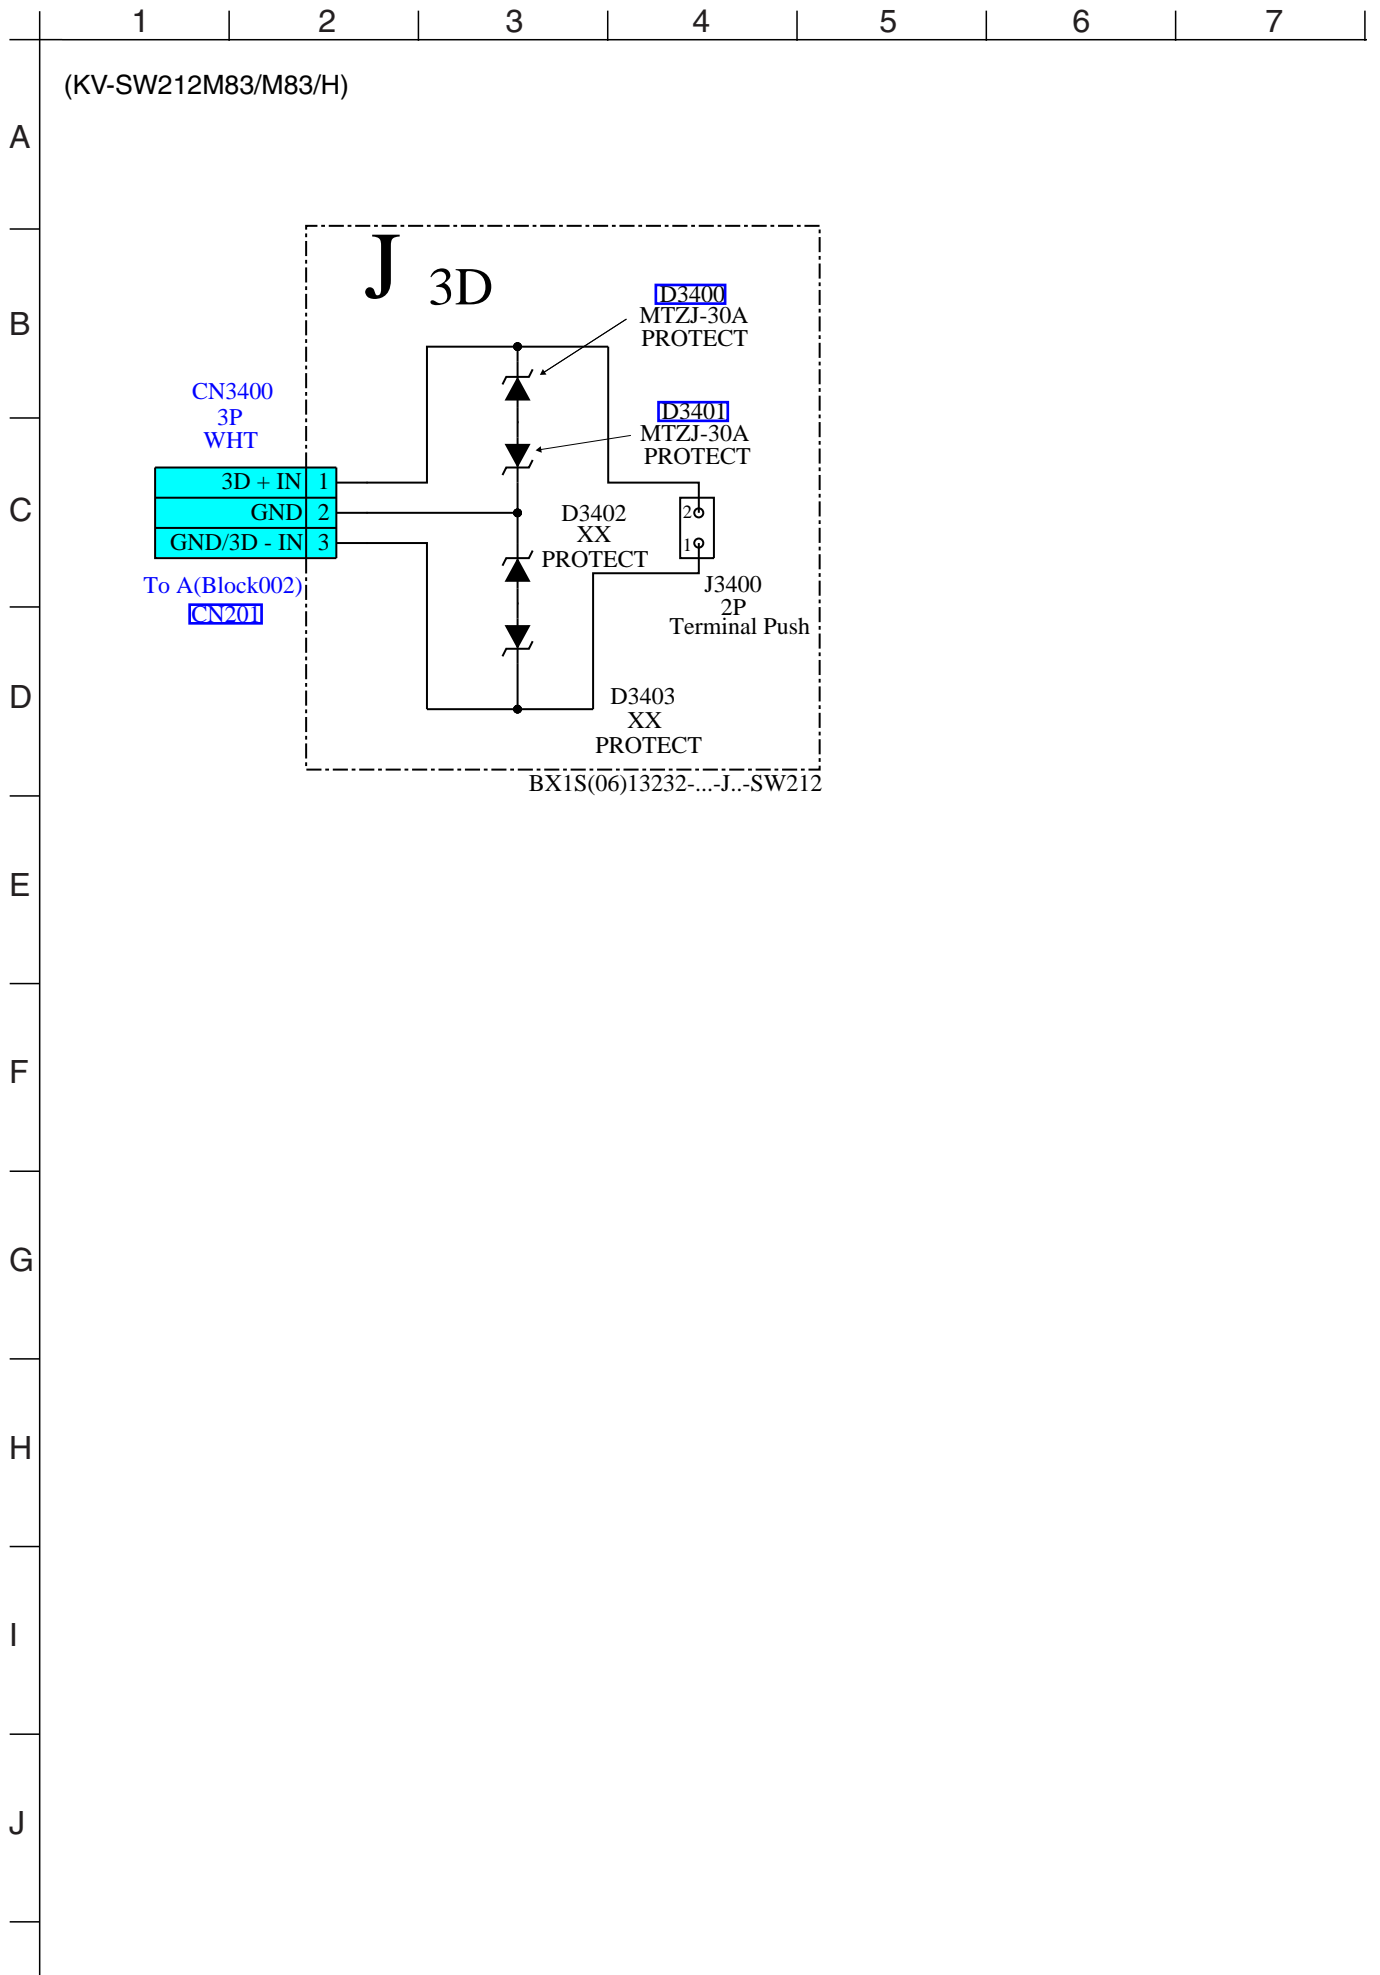 1 2 3 4 5 6 7
(KV-SW212M83/M83/H)
A
B
C
D
E
F
G
H
I
J
J 3D
D3400
MTZJ-30A
PROTECT
D3401
MTZJ-30A
PROTECT
CN3400
3P
WHT
3D + IN 1
GND 2
GND/3D - IN 3
To A(Block002)
CN201
D3402
XX
PROTECT
2
1
J3400
2P
Terminal Push
D3403
XX
PROTECT
BX1S(06)13232-...-J..-SW212